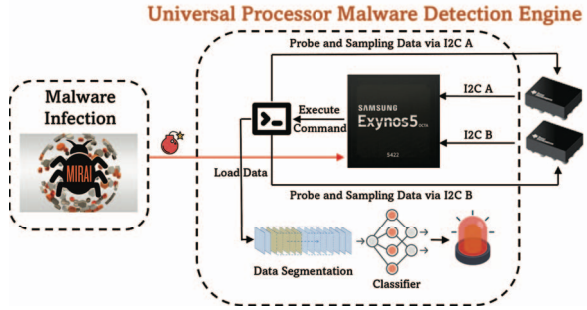 Universal Processor Malware Detection Engine
Probe and Sampling Data via I2C A
Malware
Infection
MIRAI
SAMSUNG
Exynos5
OCTA
5422
Execute
Command
I2C A
I2C B
Load Data
Probe and Sampling Data via I2C B
Data Segmentation
Classifier